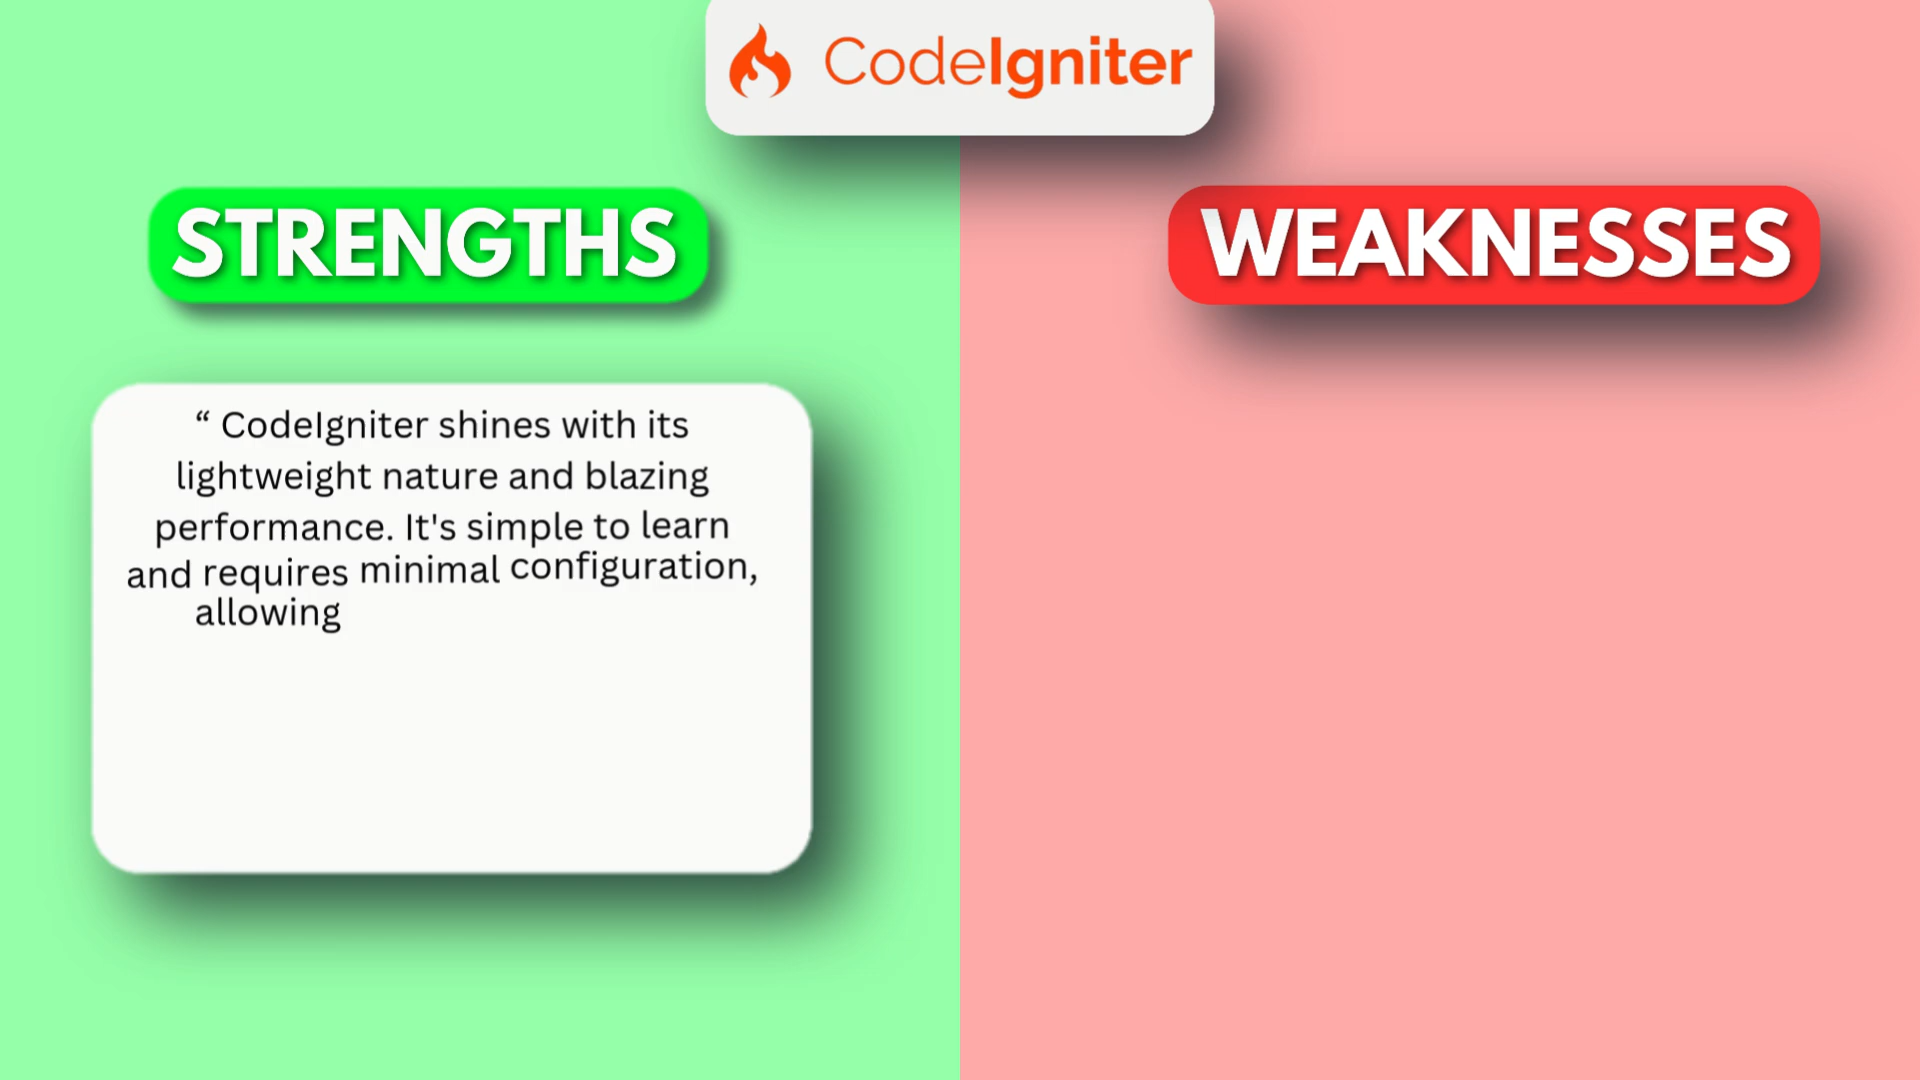 CodeIgniter
STRENGTHS
WEAKNESSES
“ CodeIgniter shines with its
lightweight nature and blazing
performance. It's simple to learn
and requires minimal configuration,
allowing